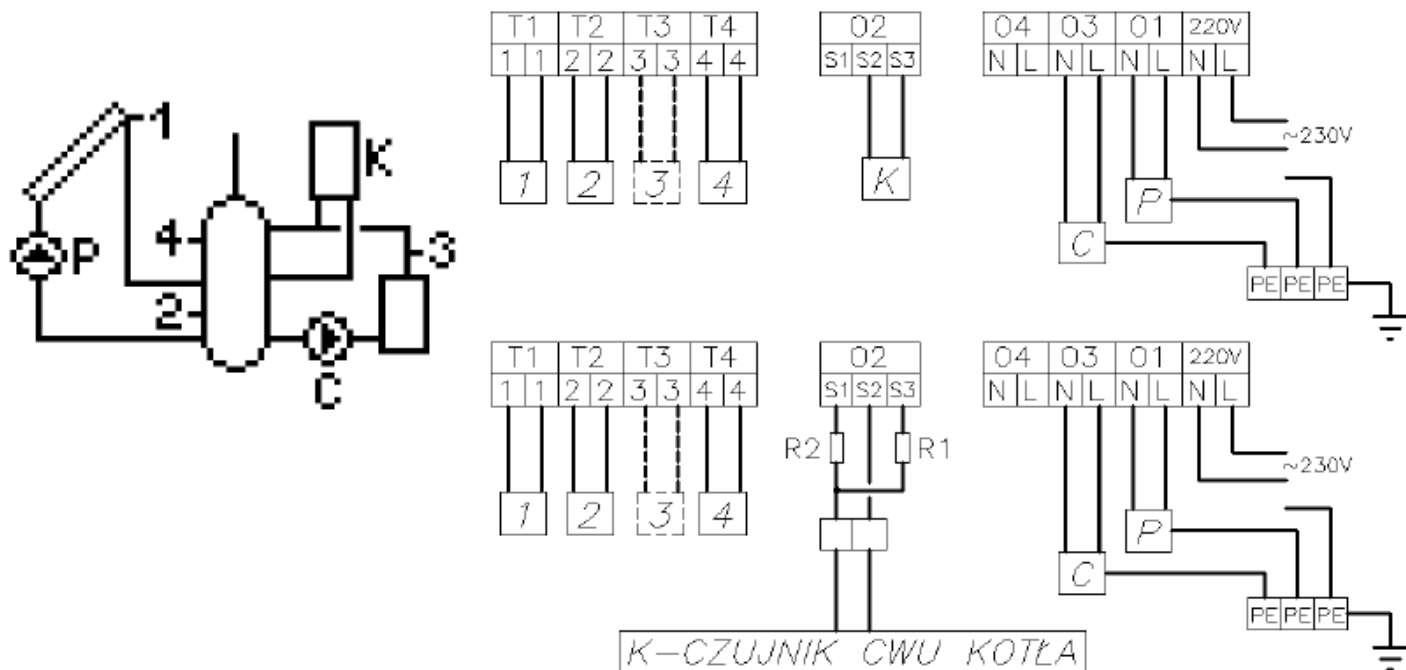 1
K
4
P
3
2
C
T1 T2 T3 T4
1 1 2 2 3 3 4 4
1 2 3 4
O2
S1 S2 S3
K
O4 O3 O1 220V
N L N L N L N L
~230V
P
C
PE PE PE
T1 T2 T3 T4
1 1 2 2 3 3 4 4
1 2 3 4
O2
S1 S2 S3
R2 R1
K-CZUJNIK CWU KOTŁA
O4 O3 O1 220V
N L N L N L N L
~230V
P
C
PE PE PE